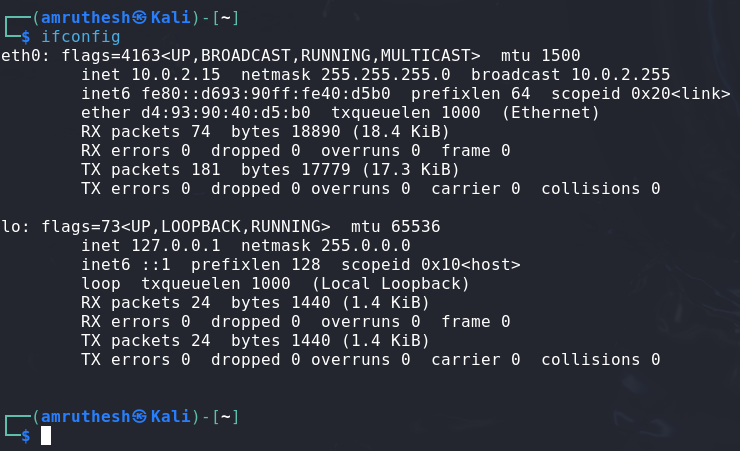 ┌──(amruthesh㉿Kali)-[~]
└─$ ifconfig
eth0: flags=4163<UP,BROADCAST,RUNNING,MULTICAST>  mtu 1500
        inet 10.0.2.15  netmask 255.255.255.0  broadcast 10.0.2.255
        inet6 fe80::d693:90ff:fe40:d5b0  prefixlen 64  scopeid 0x20<link>
        ether d4:93:90:40:d5:b0  txqueuelen 1000  (Ethernet)
        RX packets 74  bytes 18890 (18.4 KiB)
        RX errors 0  dropped 0  overruns 0  frame 0
        TX packets 181  bytes 17779 (17.3 KiB)
        TX errors 0  dropped 0 overruns 0  carrier 0  collisions 0

lo: flags=73<UP,LOOPBACK,RUNNING>  mtu 65536
        inet 127.0.0.1  netmask 255.0.0.0
        inet6 ::1  prefixlen 128  scopeid 0x10<host>
        loop  txqueuelen 1000  (Local Loopback)
        RX packets 24  bytes 1440 (1.4 KiB)
        RX errors 0  dropped 0  overruns 0  frame 0
        TX packets 24  bytes 1440 (1.4 KiB)
        TX errors 0  dropped 0 overruns 0  carrier 0  collisions 0

┌──(amruthesh㉿Kali)-[~]
└─$